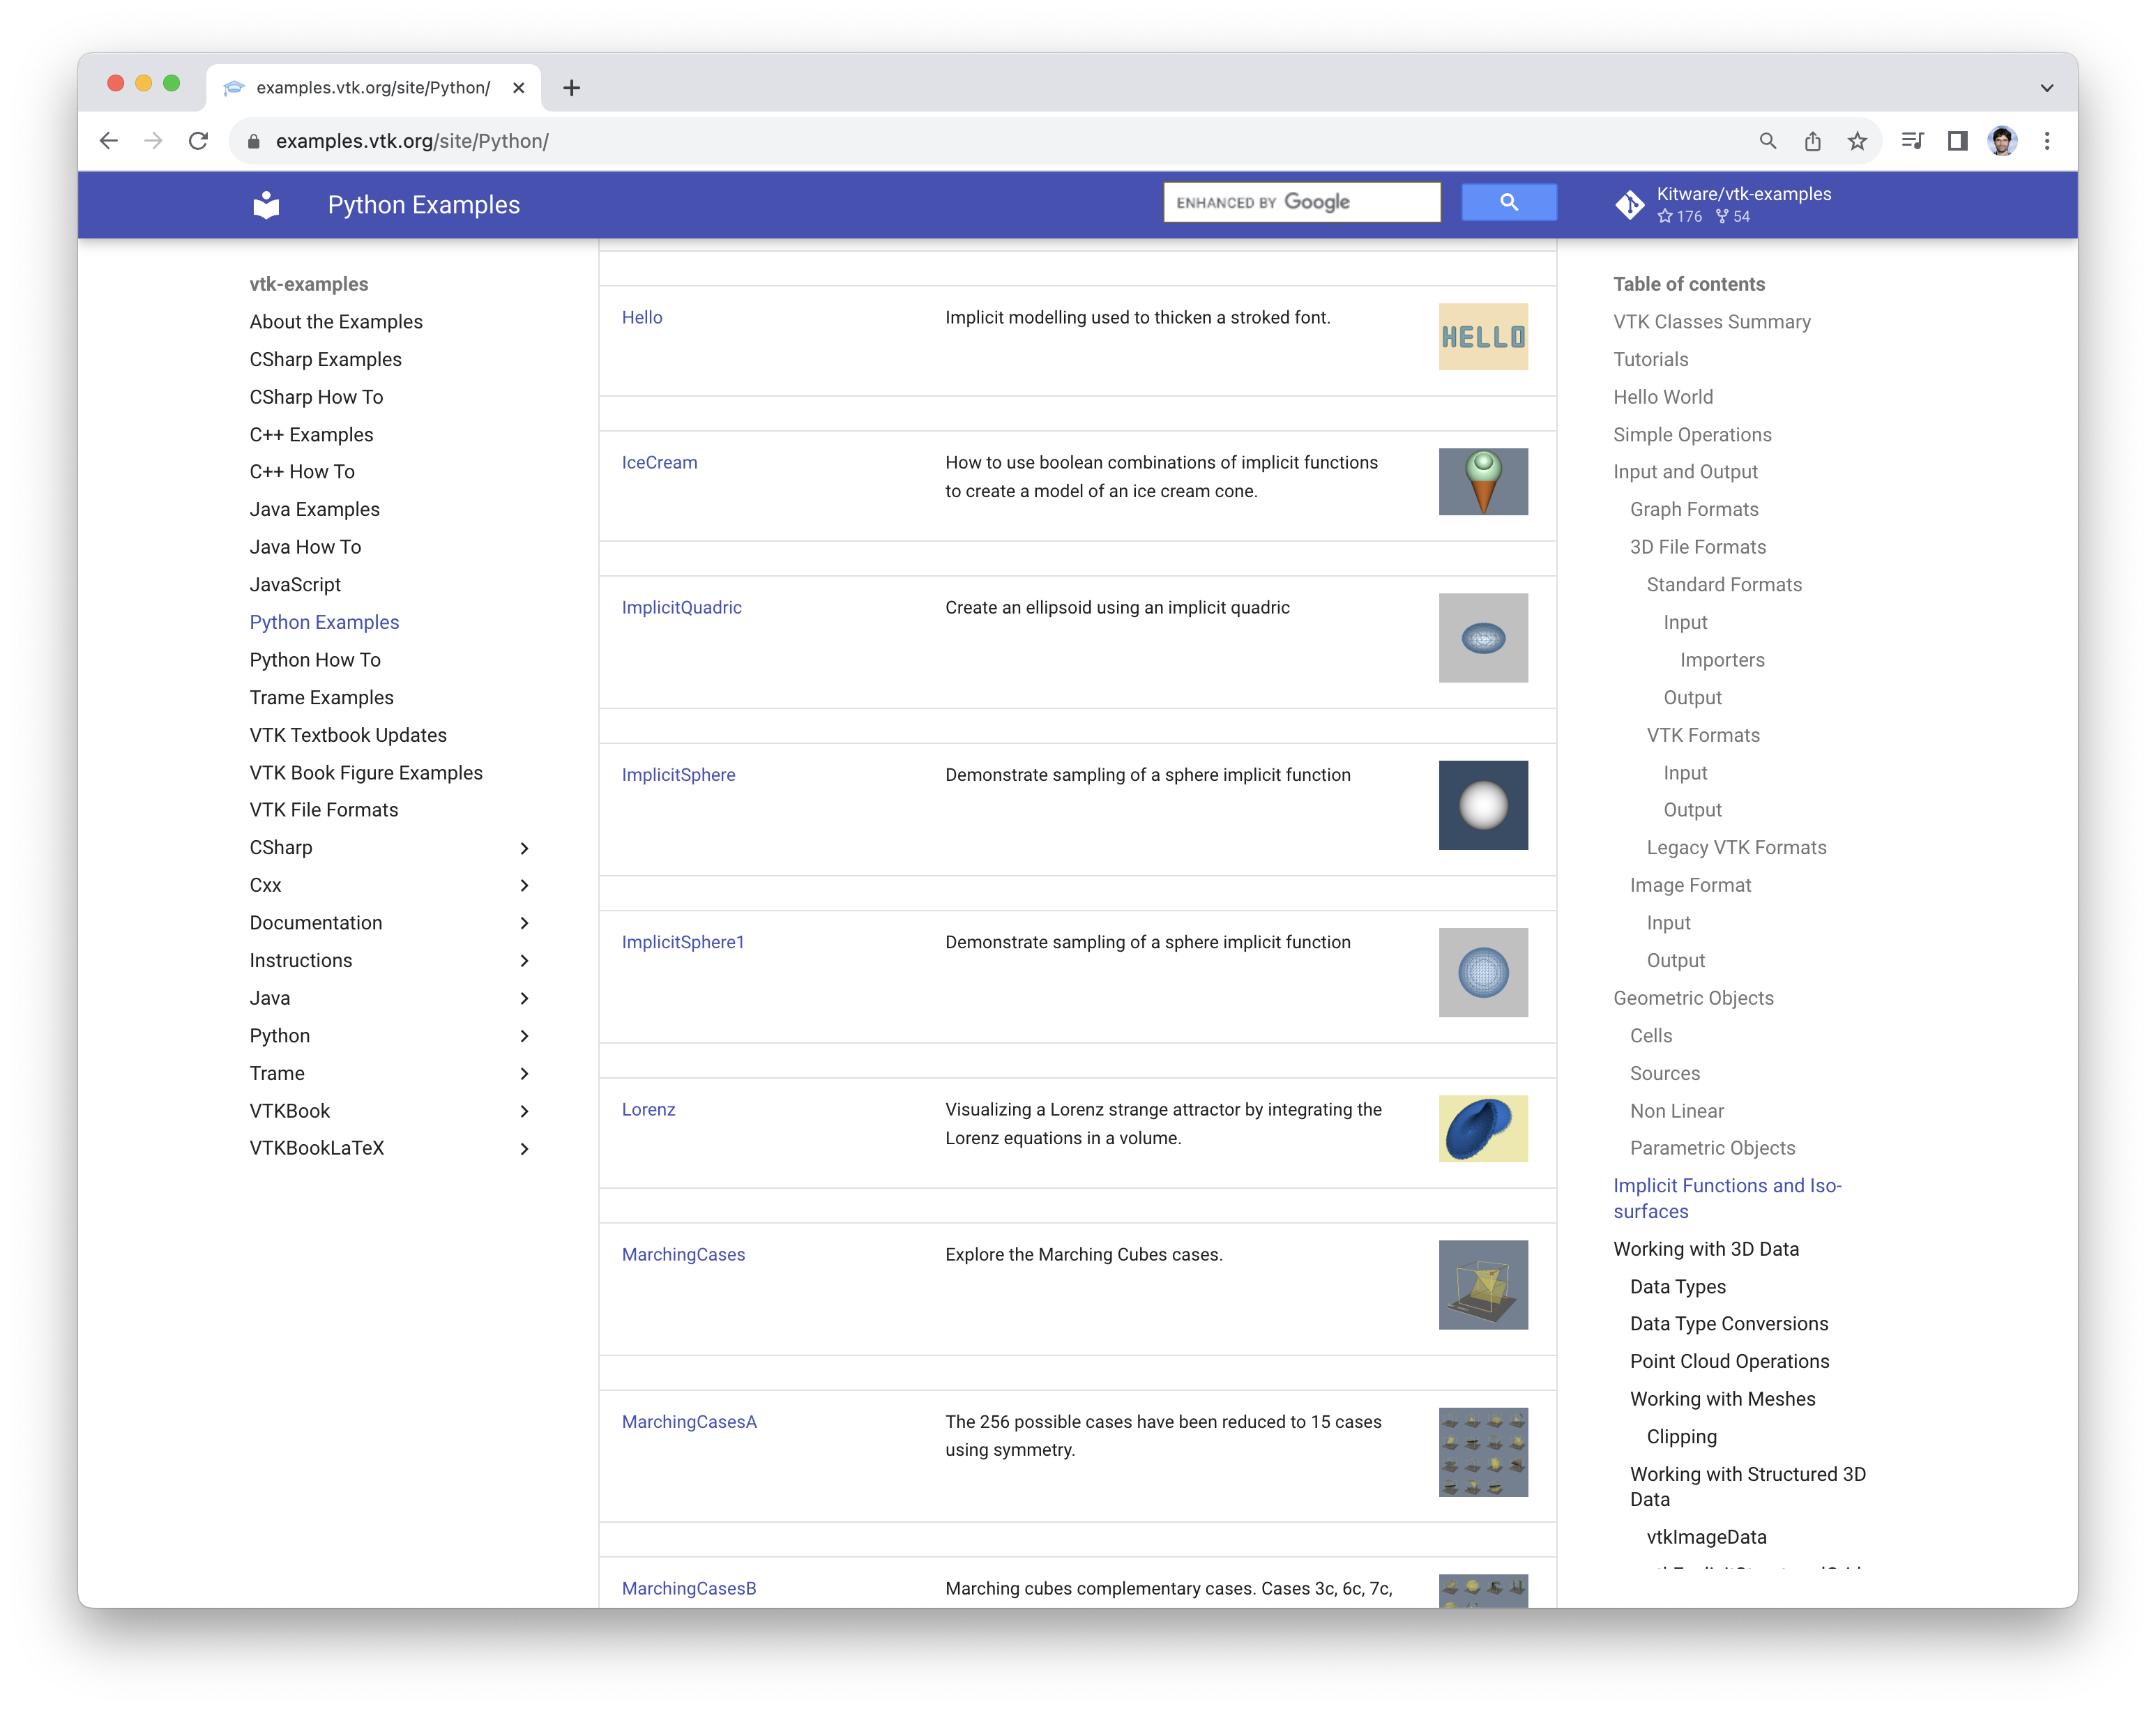 examples.vtk.org/site/Python/
examples.vtk.org/site/Python/
Python Examples
ENHANCED BY Google
Kitware/vtk-examples
176 54
vtk-examples
About the Examples
CSharp Examples
CSharp How To
C++ Examples
C++ How To
Java Examples
Java How To
JavaScript
Python Examples
Python How To
Trame Examples
VTK Textbook Updates
VTK Book Figure Examples
VTK File Formats
CSharp
Cxx
Documentation
Instructions
Java
Python
Trame
VTKBook
VTKBookLaTeX
Hello
Implicit modelling used to thicken a stroked font.
HELLO
IceCream
How to use boolean combinations of implicit functions
to create a model of an ice cream cone.
ImplicitQuadric
Create an ellipsoid using an implicit quadric
ImplicitSphere
Demonstrate sampling of a sphere implicit function
ImplicitSphere1
Demonstrate sampling of a sphere implicit function
Lorenz
Visualizing a Lorenz strange attractor by integrating the
Lorenz equations in a volume.
MarchingCases
Explore the Marching Cubes cases.
MarchingCasesA
The 256 possible cases have been reduced to 15 cases
using symmetry.
MarchingCasesB
Marching cubes complementary cases. Cases 3c, 6c, 7c,
Table of contents
VTK Classes Summary
Tutorials
Hello World
Simple Operations
Input and Output
Graph Formats
3D File Formats
Standard Formats
Input
Importers
Output
VTK Formats
Input
Output
Legacy VTK Formats
Image Format
Input
Output
Geometric Objects
Cells
Sources
Non Linear
Parametric Objects
Implicit Functions and Iso-
surfaces
Working with 3D Data
Data Types
Data Type Conversions
Point Cloud Operations
Working with Meshes
Clipping
Working with Structured 3D
Data
vtkImageData